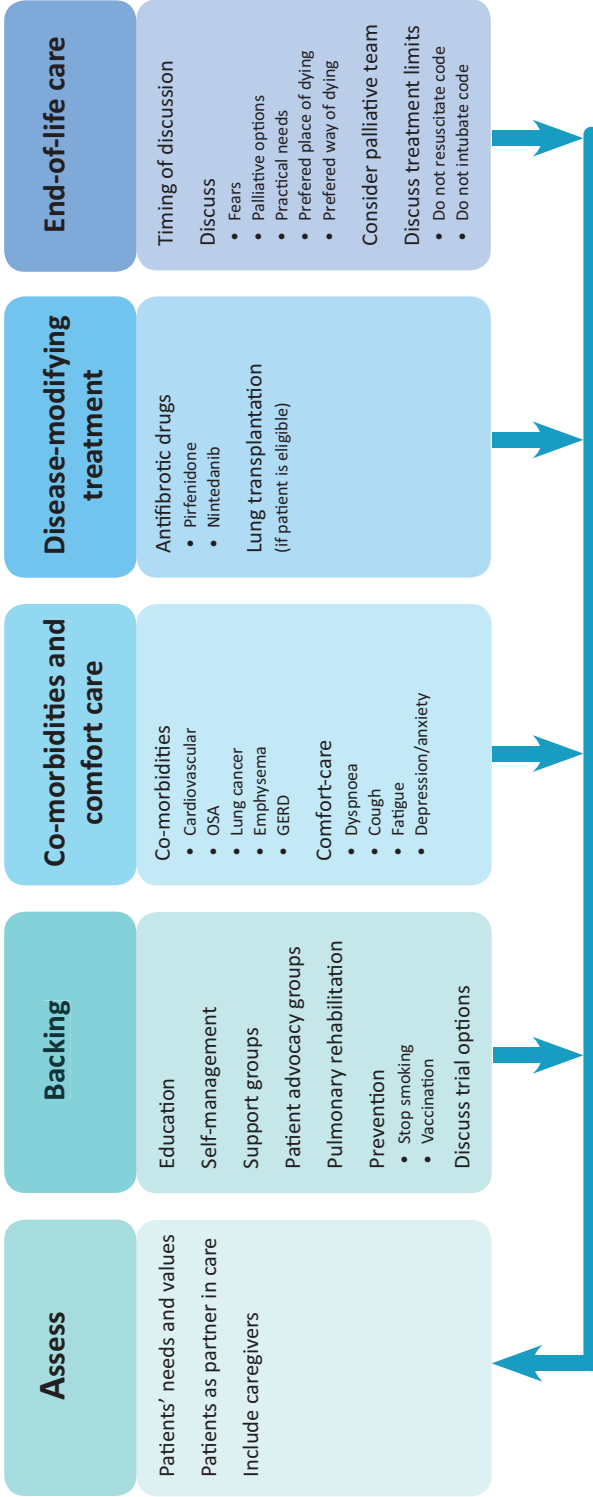 Assess
Patients’ needs and values
Patients as partner in care
Include caregivers
Backing
Education
Self-management
Support groups
Patient advocacy groups
Pulmonary rehabilitation
Prevention
• Stop smoking
• Vaccination
Discuss trial options
Co-morbidities and
comfort care
Co-morbidities
• Cardiovascular
• OSA
• Lung cancer
• Emphysema
• GERD
Comfort-care
• Dyspnoea
• Cough
• Fatigue
• Depression/anxiety
Disease-modifying
treatment
Antifibrotic drugs
• Pirfenidone
• Nintedanib
Lung transplantation
(if patient is eligible)
End-of-life care
Timing of discussion
Discuss
• Fears
• Palliative options
• Practical needs
• Prefered place of dying
• Prefered way of dying
Consider palliative team
Discuss treatment limits
• Do not resuscitate code
• Do not intubate code